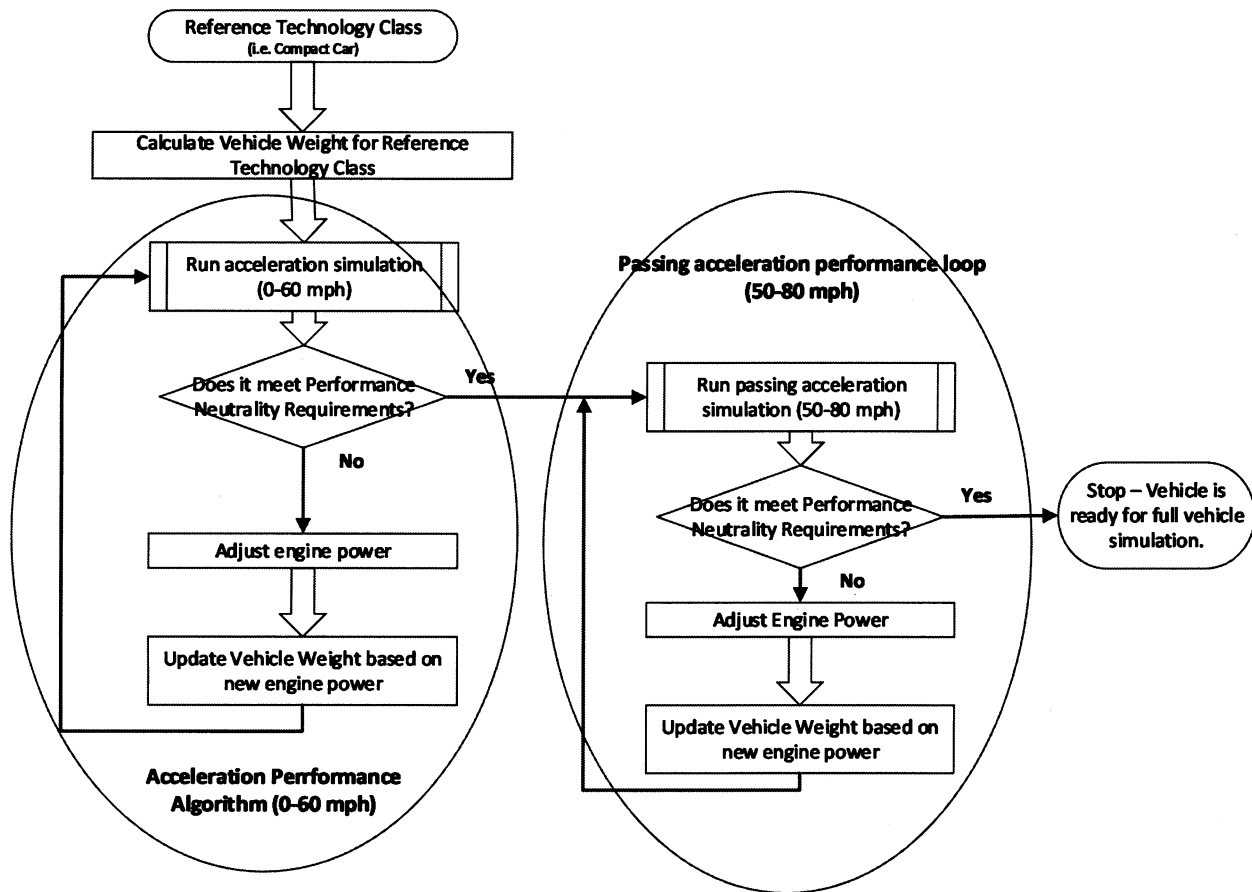 Reference Technology Class
(i.e. Compact Car)
Calculate Vehicle Weight for Reference
Technology Class
Run acceleration simulation
(0-60 mph)
Does it meet Performance
Neutrality Requirements?
Yes
No
Adjust engine power
Update Vehicle Weight based on
new engine power
Acceleration Perrformance
Algorithm (0-60 mph)
Passing acceleration performance loop
(50-80 mph)
Run passing acceleration
simulation (50-80 mph)
Does it meet Performance
Neutrality Requirements?
Yes
No
Adjust Engine Power
Update Vehicle Weight based on
new engine power
Stop – Vehicle is
ready for full vehicle
simulation.